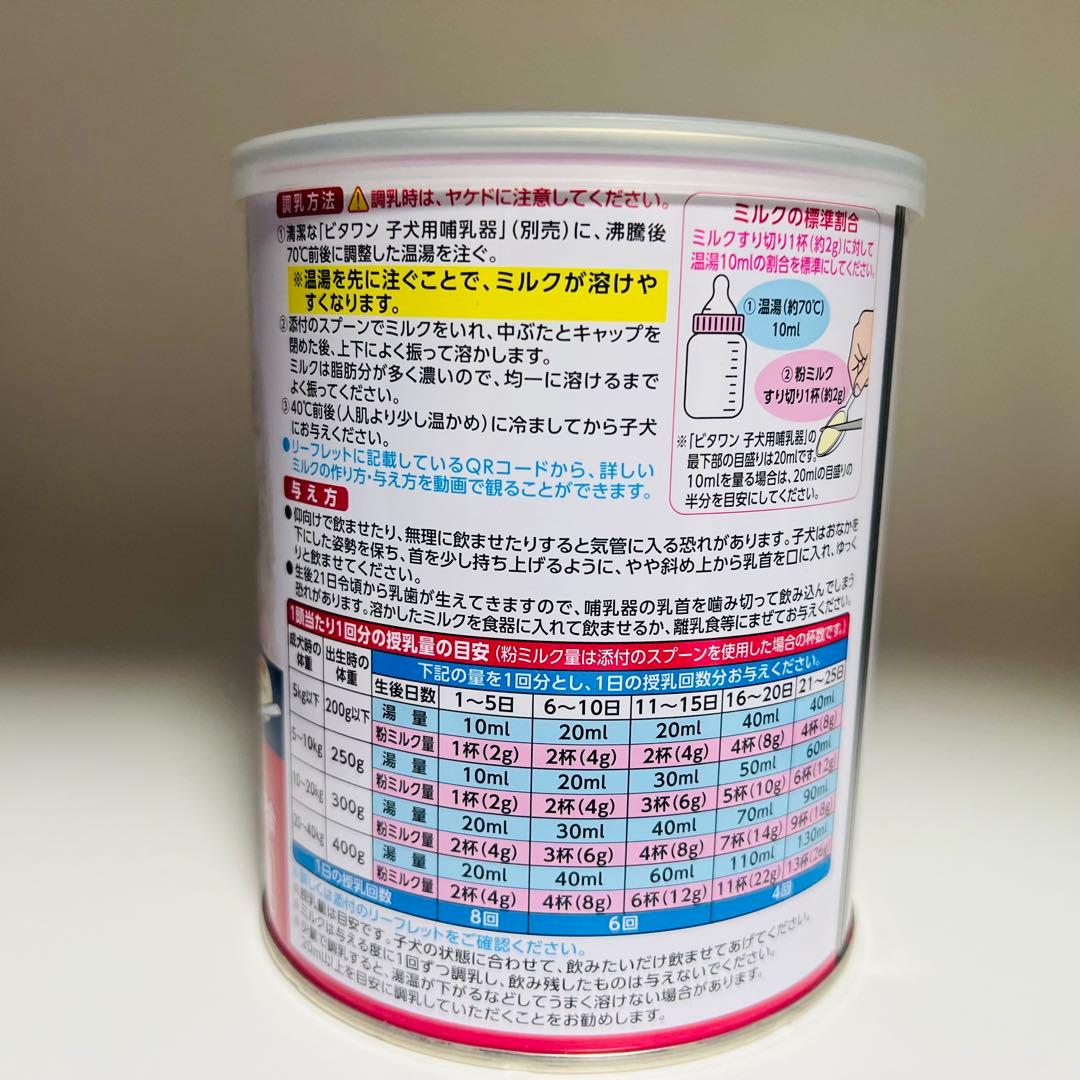 調乳方法 調乳時は、ヤケドに注意してください。
①清潔な「ビタワン 子犬用哺乳器」(別売)に、沸騰後
70℃前後に調整した温湯を注ぐ。
※温湯を先に注ぐことで、ミルクが溶けや
すくなります。
②添付のスプーンでミルクをいれ、中ぶたとキャップを
閉めた後、上下によく振って溶かします。
ミルクは脂肪分が多く濃いので、均一に溶けるまで
よく振ってください。
③40℃前後(人肌より少し温かめ)に冷ましてから子犬
にお与えください。
●リーフレットに記載しているQRコードから、詳しい
ミルクの作り方・与え方を動画で観ることができます。
ミルクの標準割合
ミルクすり切り1杯(約2g)に対して
温湯10mlの割合を標準にしてください。
①温湯(約70℃)
10ml
②粉ミルク
すり切り1杯(約2g)
※「ビタワン 子犬用哺乳器」の
最下部の目盛りは20mlです。
10mlを量る場合は、20mlの目盛りの
半分を目安にしてください。
与え方
●仰向けで飲ませたり、無理に飲ませたりすると気管に入る恐れがあります。子犬はおなかを
下にした姿勢を保ち、首を少し持ち上げるように、やや斜め上から乳首を口に入れ、ゆっく
りと飲ませてください。
●生後21日令頃から乳歯が生えてきますので、哺乳器の乳首を噛み切って飲み込んでしまう
恐れがあります。溶かしたミルクを食器に入れて飲ませるか、離乳食等にまぜてお与えください。
1頭当たり1回分の授乳量の目安(粉ミルク量は添付のスプーンを使用した場合の杯数です。)
成犬時の体重 出生時の体重 下記の量を1回分とし、1日の授乳回数分お与えください。
生後日数 1〜5日 6〜10日 11〜15日 16〜20日 21〜25日
5kg以下 200g以下 湯量 10ml 20ml 20ml 40ml 40ml
粉ミルク量 1杯(2g) 2杯(4g) 2杯(4g) 4杯(8g) 4杯(8g)
5〜10kg 250g 湯量 10ml 20ml 30ml 50ml 60ml
粉ミルク量 1杯(2g) 2杯(4g) 3杯(6g) 5杯(10g) 6杯(12g)
10〜20kg 300g 湯量 20ml 30ml 40ml 70ml 90ml
粉ミルク量 2杯(4g) 3杯(6g) 4杯(8g) 7杯(14g) 9杯(18g)
20〜40kg 400g 湯量 20ml 40ml 60ml 110ml 130ml
粉ミルク量 2杯(4g) 4杯(8g) 6杯(12g) 11杯(22g) 13杯(26g)
1日の授乳回数 8回 6回 4回
※詳しくは添付のリーフレットをご確認ください。
※授乳量は目安です。子犬の状態に合わせて、飲みたいだけ飲ませてあげてください。
※ミルクは与える度に1回ずつ調乳し、飲み残したものは与えないでください。
※少量で調乳すると、湯温が下がるなどしてうまく溶けない場合があります。
20ml以上を目安に調乳していただくことをお勧めします。